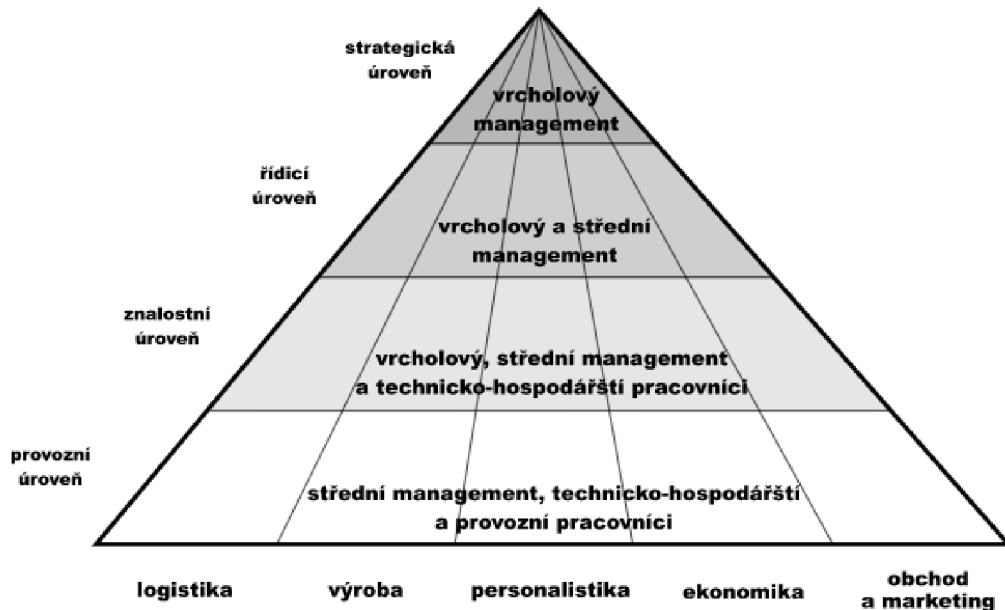 strategická
úroveň
vrcholový
management
řídicí
úroveň
vrcholový a střední
management
znalostní
úroveň
vrcholový, střední management
a technicko-hospodářští pracovníci
provozní
úroveň
střední management, technicko-hospodářští
a provozní pracovníci
logistika
výroba
personalistika
ekonomika
obchod
a marketing